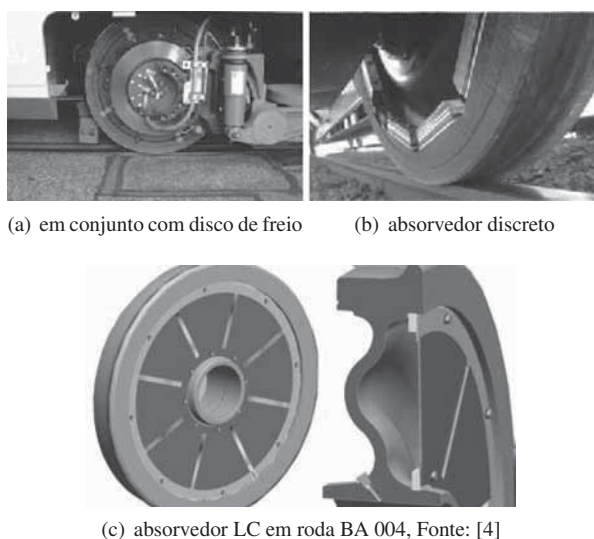 (a) em conjunto com disco de freio
(b) absorvedor discreto
(c) absorvedor LC em roda BA 004, Fonte: [4]